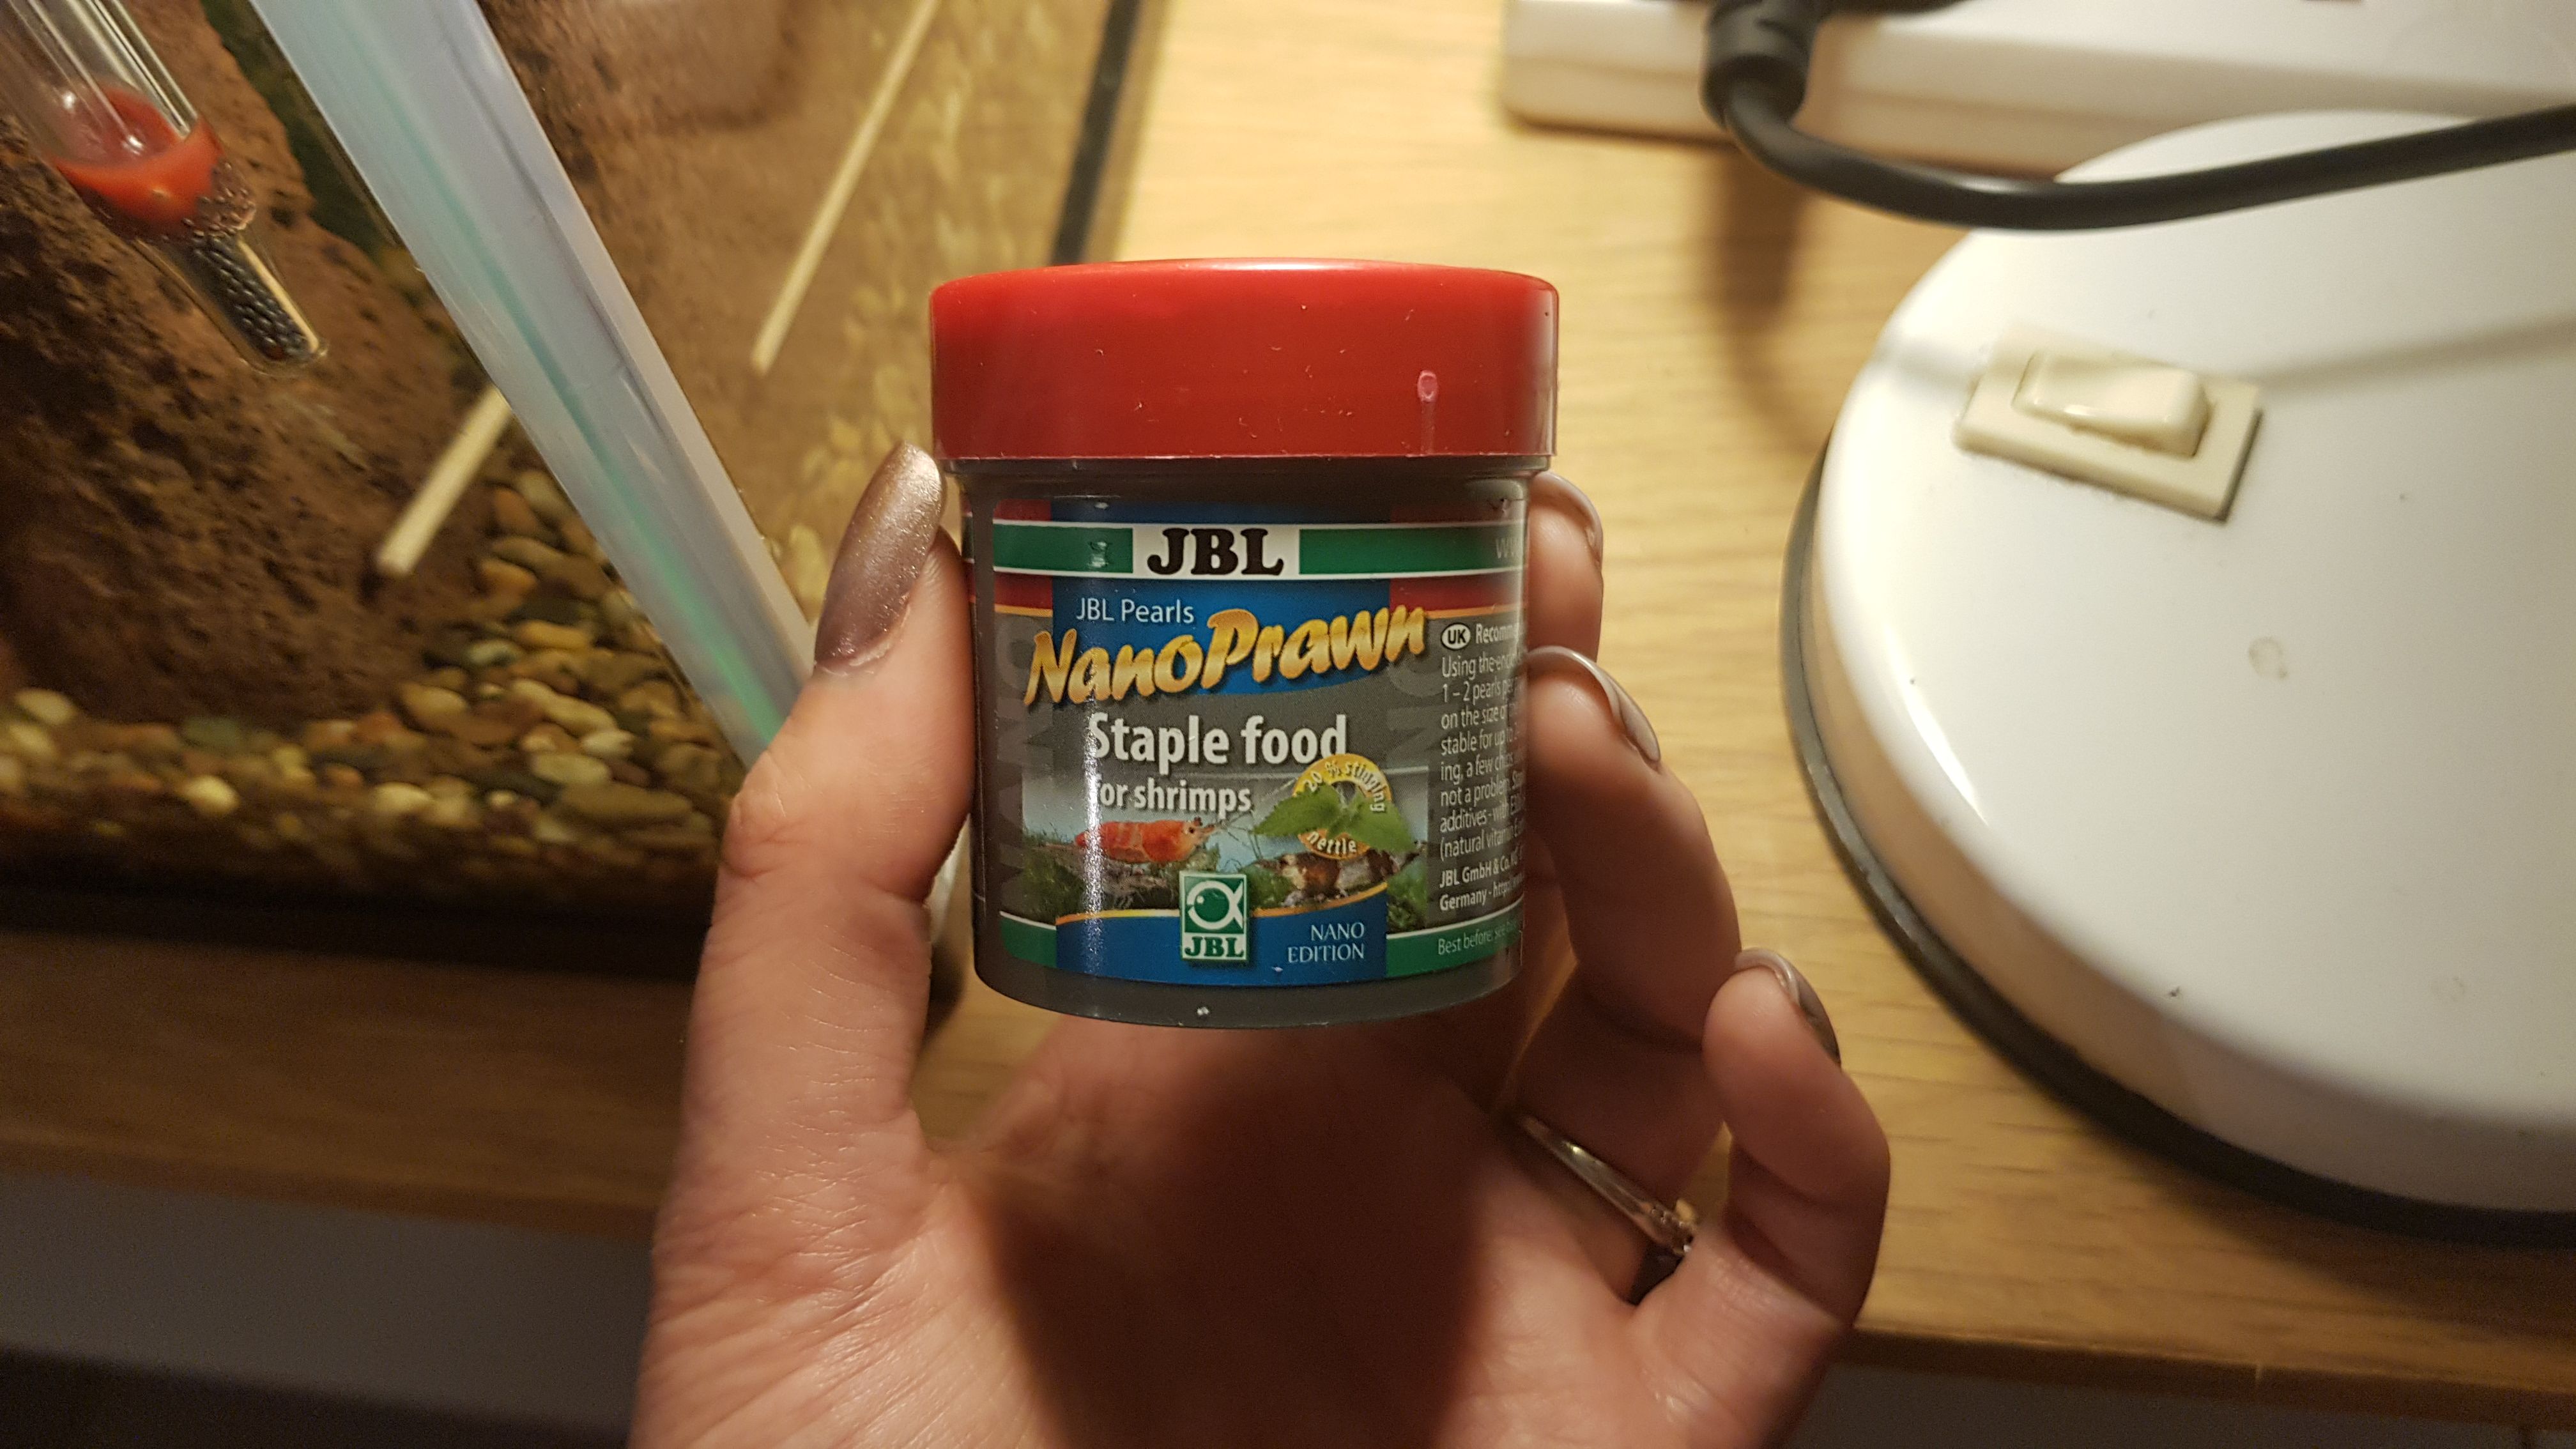 JBL
JBL Pearls
NanoPrawn
Staple food
for shrimps
20 % stinging
nettle
JBL
NANO
EDITION
UK
Using the
1 – 2 pearls
on the size
stable for up
ing, a few
not a problem
additives - with
(natural
JBL GmbH & Co.
Germany -
Best before: see